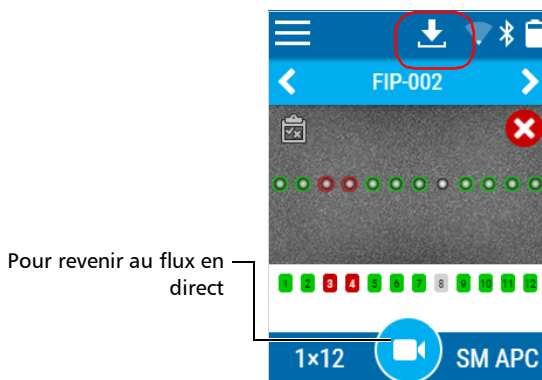 FIP-002
Pour revenir au flux en
direct
1 2 3 4 5 6 7 8 9 10 11 12
1×12
SM APC